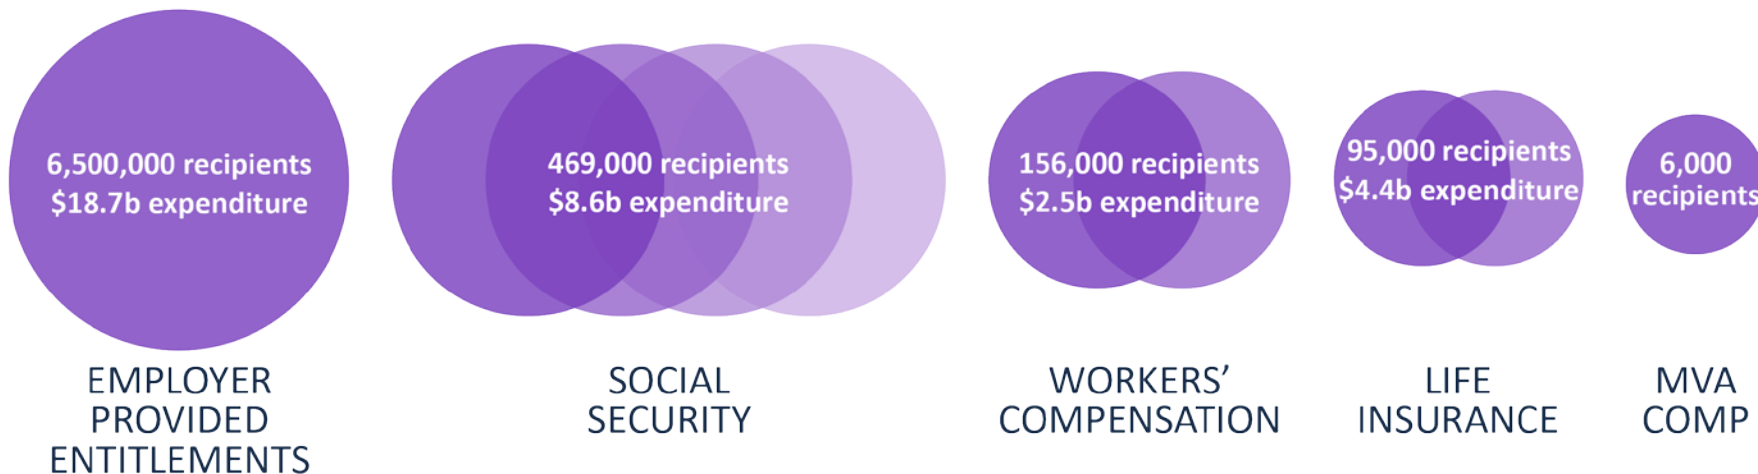 6,500,000 recipients
$18.7b expenditure
EMPLOYER
PROVIDED
ENTITLEMENTS
469,000 recipients
$8.6b expenditure
SOCIAL
SECURITY
156,000 recipients
$2.5b expenditure
WORKERS’
COMPENSATION
95,000 recipients
$4.4b expenditure
LIFE
INSURANCE
6,000
recipients
MVA
COMP